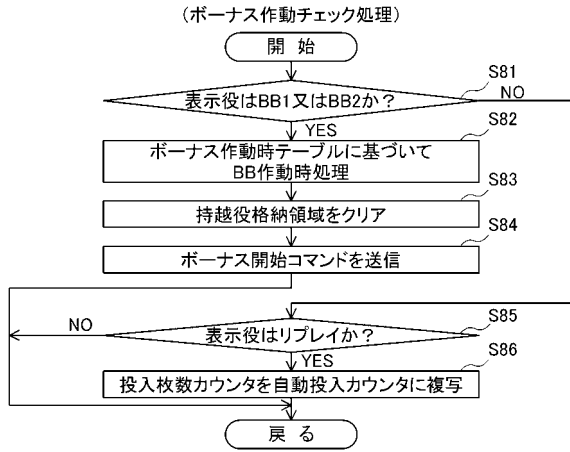 (ボーナス作動チェック処理)
開 始
S81
表示役はBB1又はBB2か?
NO
YES
S82
ボーナス作動時テーブルに基づいて
BB作動時処理
S83
持越役格納領域をクリア
S84
ボーナス開始コマンドを送信
S85
NO
表示役はリプレイか?
YES
S86
投入枚数カウンタを自動投入カウンタに複写
戻 る